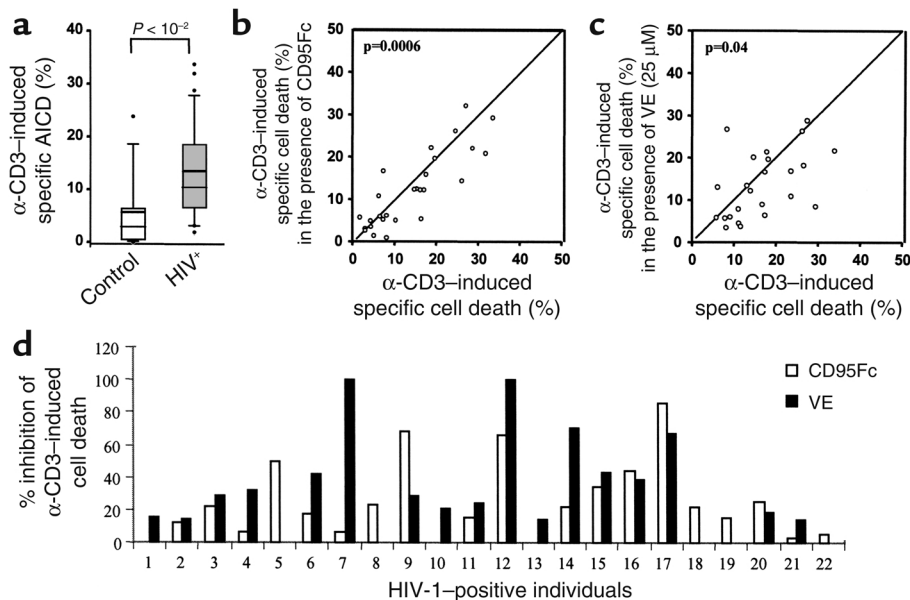 a
P < 10⁻²
α-CD3–induced
specific AICD (%)
40
30
20
10
0
Control
HIV⁺
b
p=0.0006
α-CD3–induced
specific cell death (%)
in the presence of CD95Fc
50
40
30
20
10
0
0 10 20 30 40 50
α-CD3–induced
specific cell death (%)
c
p=0.04
α-CD3–induced
specific cell death (%)
in the presence of VE (25 μM)
50
40
30
20
10
0
0 10 20 30 40 50
α-CD3–induced
specific cell death (%)
d
% inhibition of
α-CD3–induced
cell death
120
100
80
60
40
20
0
CD95Fc
VE
1 2 3 4 5 6 7 8 9 10 11 12 13 14 15 16 17 18 19 20 21 22
HIV-1–positive individuals